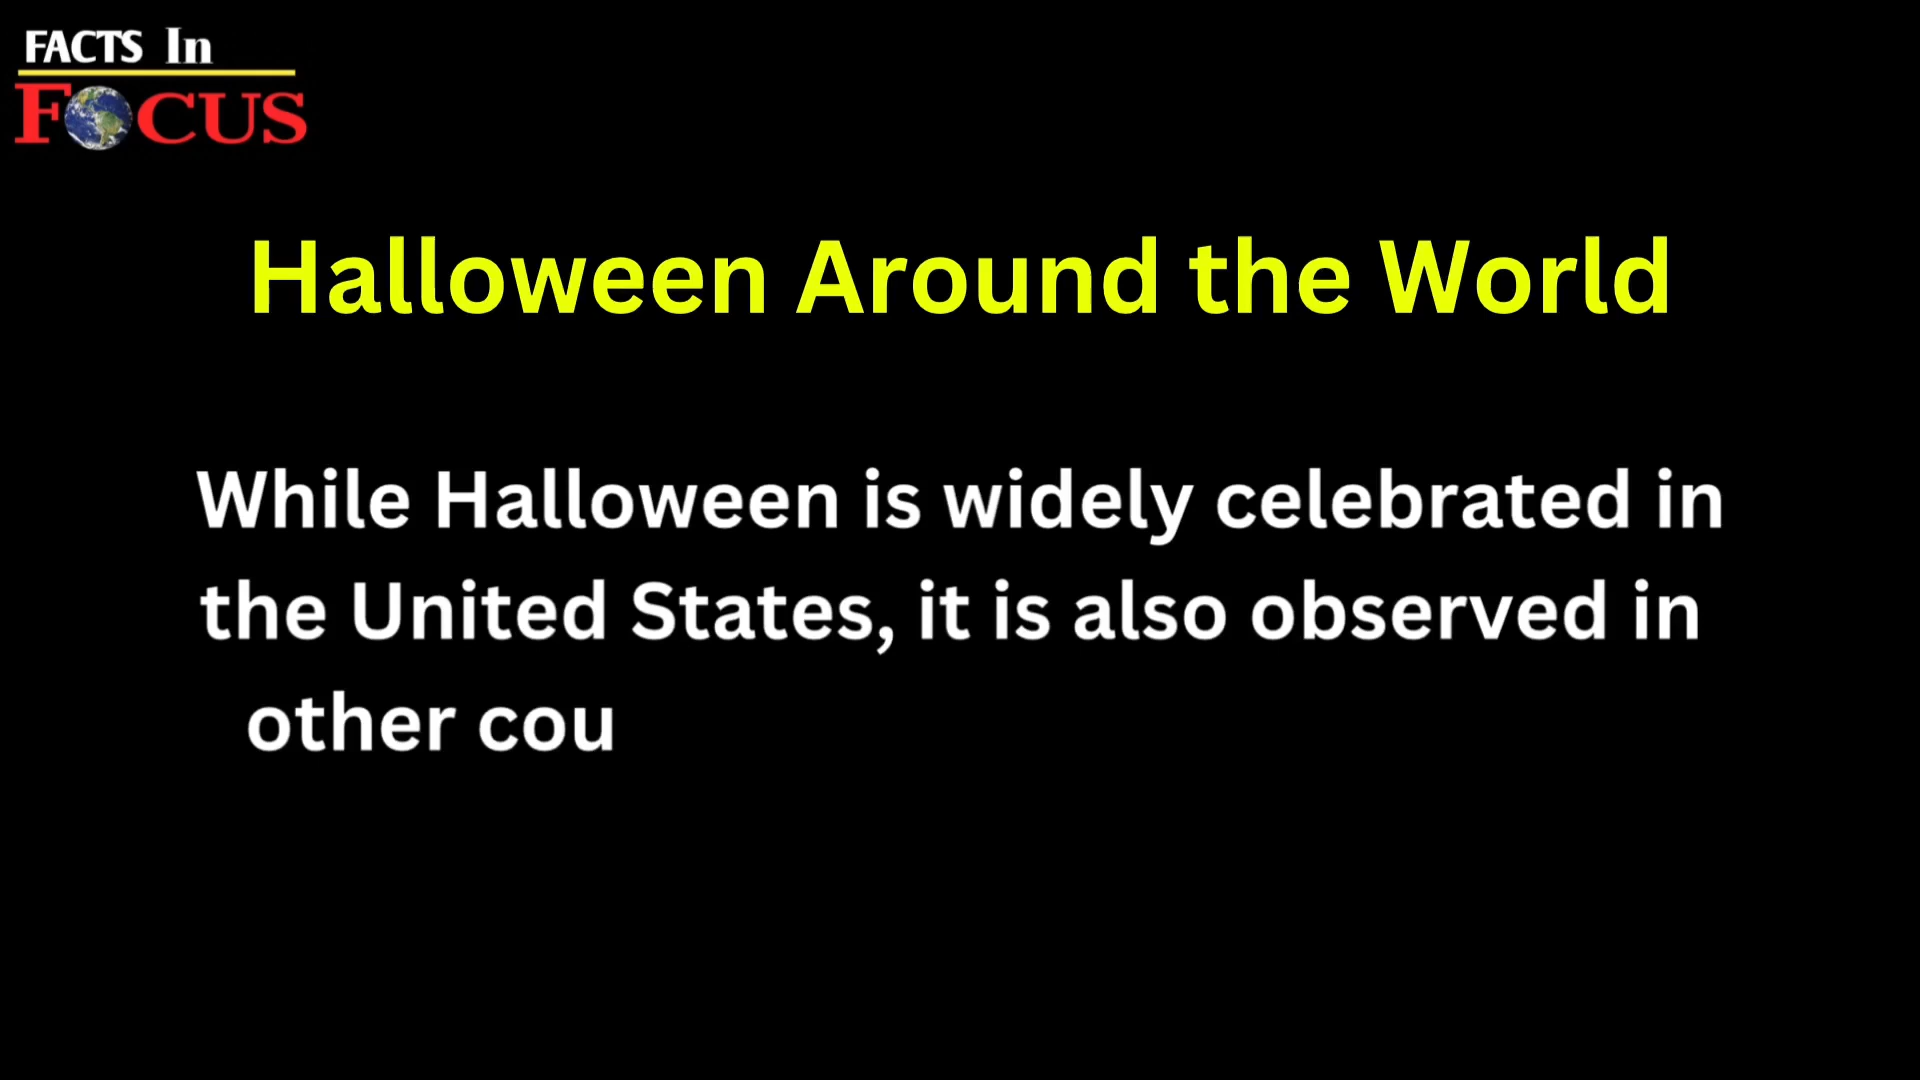 FACTS In
FOCUS
Halloween Around the World
While Halloween is widely celebrated in
the United States, it is also observed in
other cou